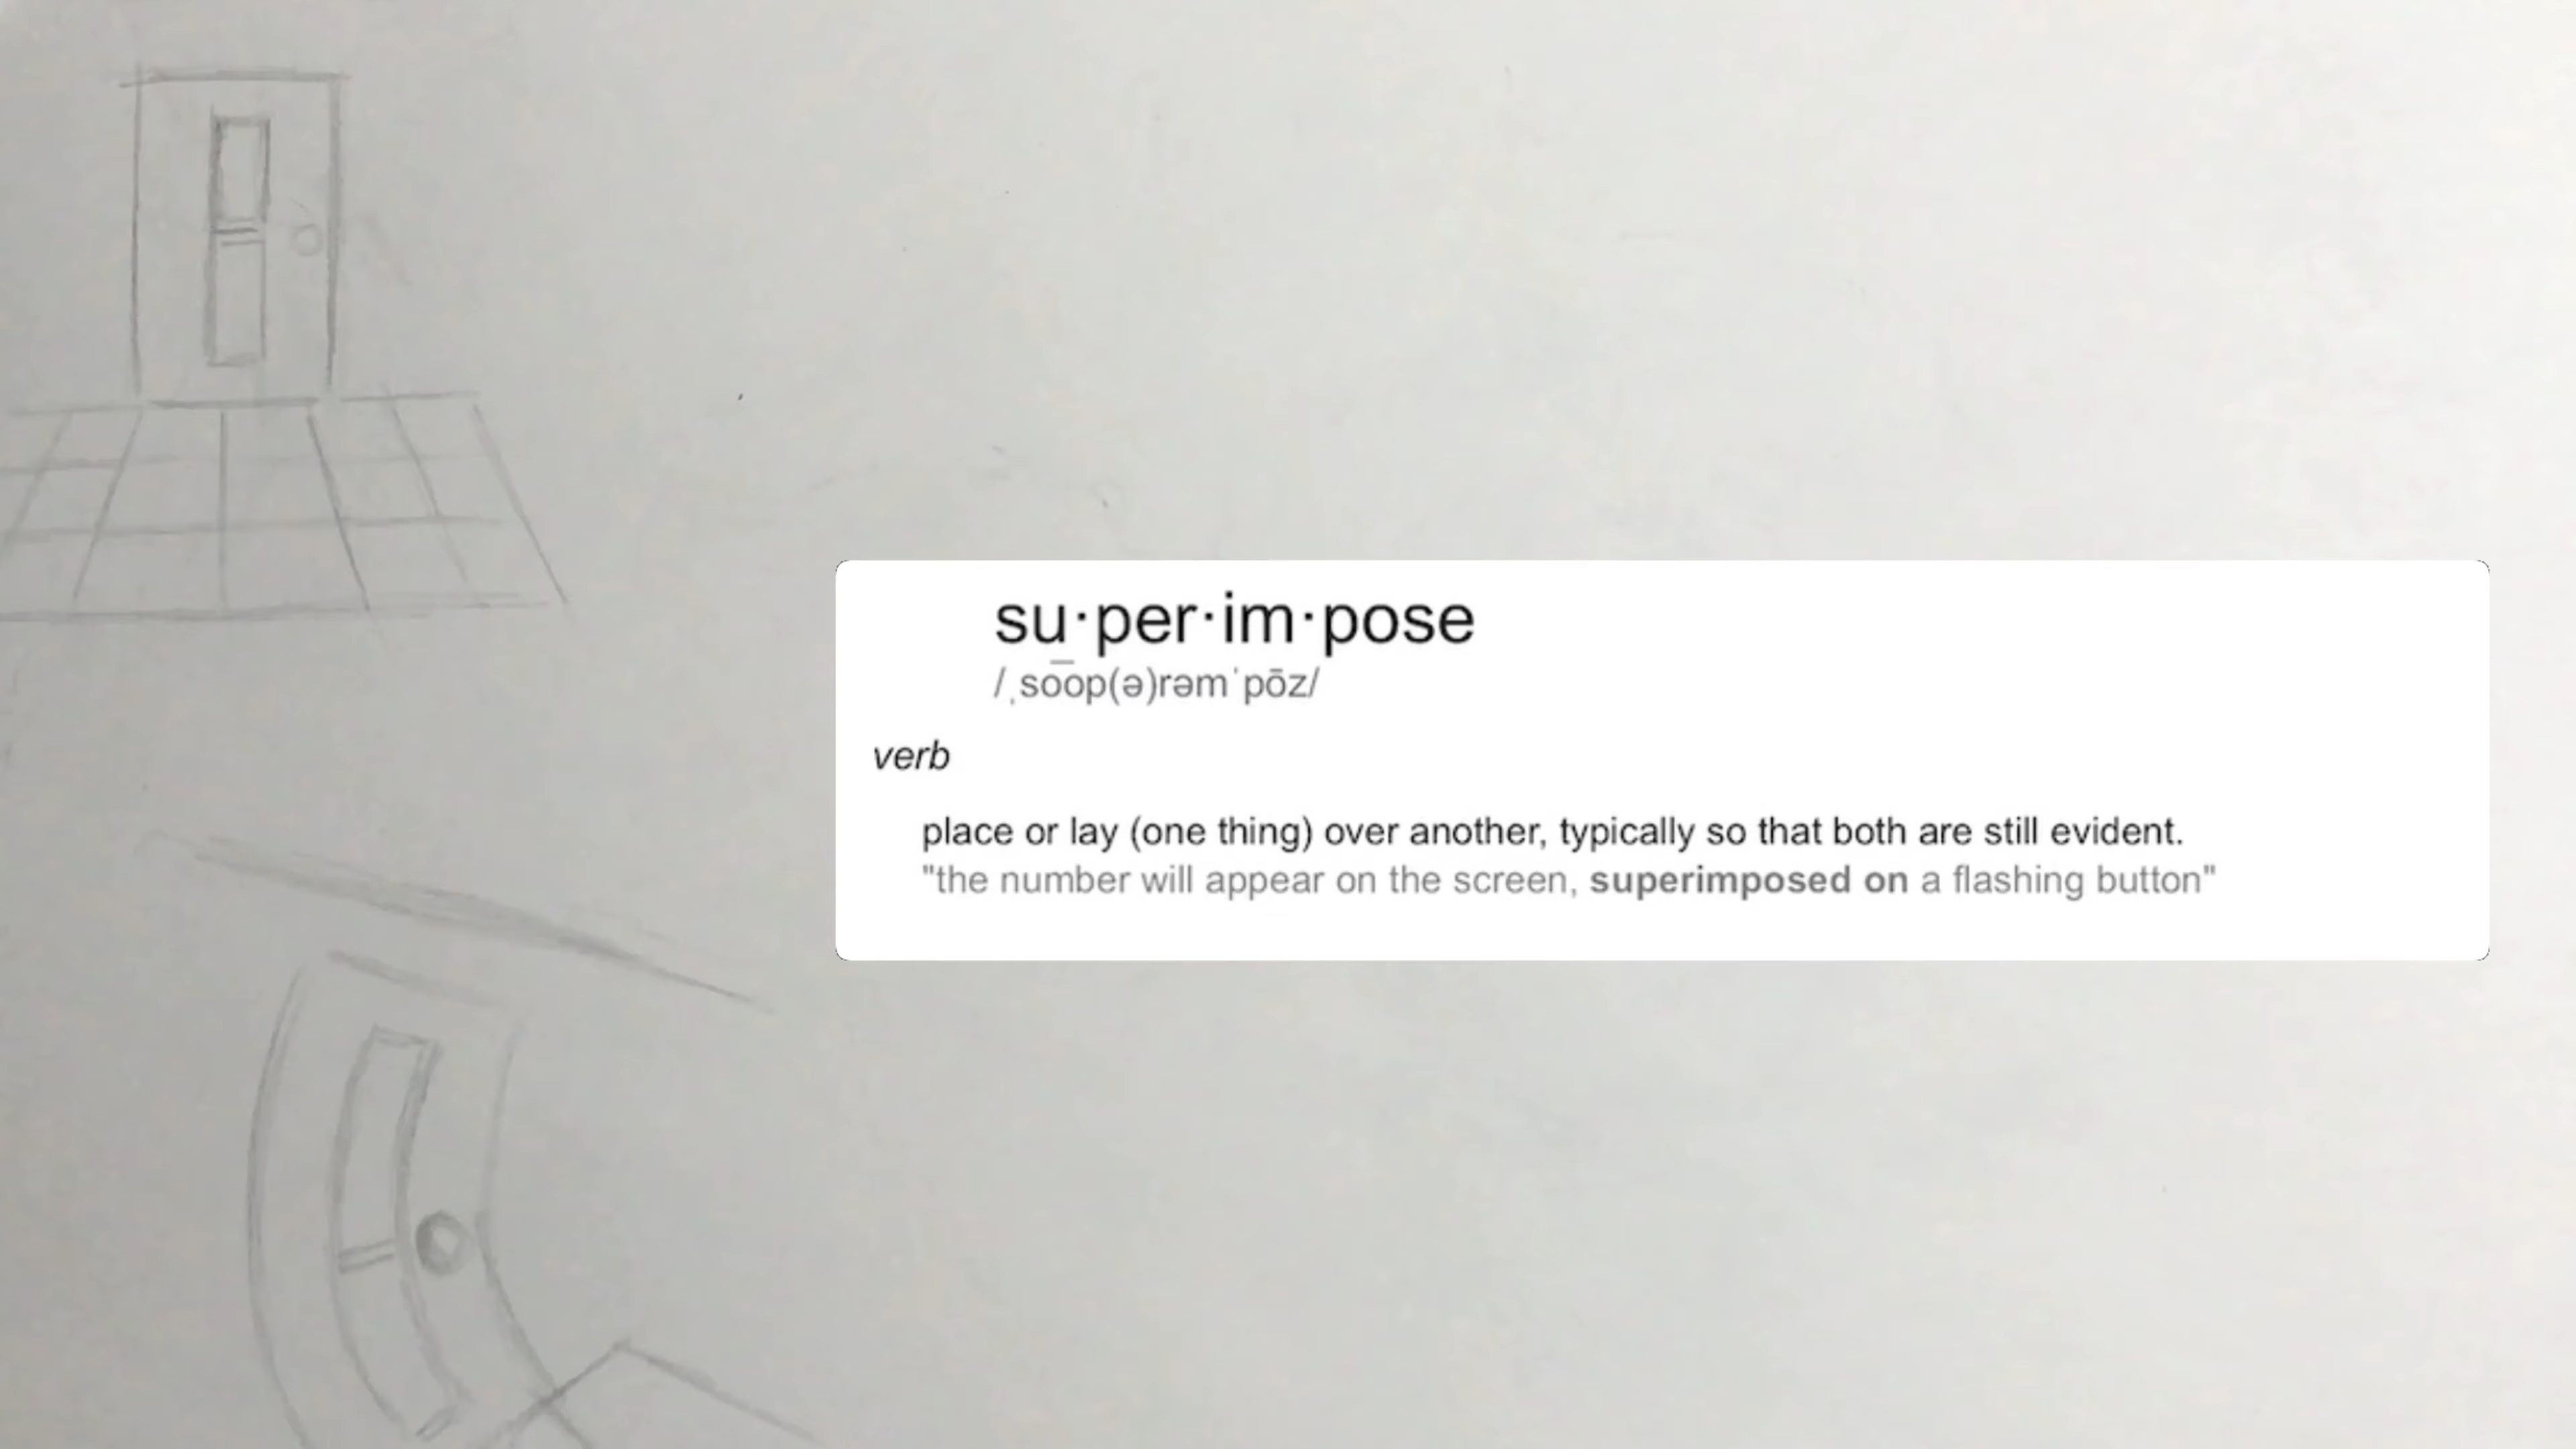 su·per·im·pose
/ˌso͞op(ə)rəmˈpōz/
verb
place or lay (one thing) over another, typically so that both are still evident.
"the number will appear on the screen, superimposed on a flashing button"